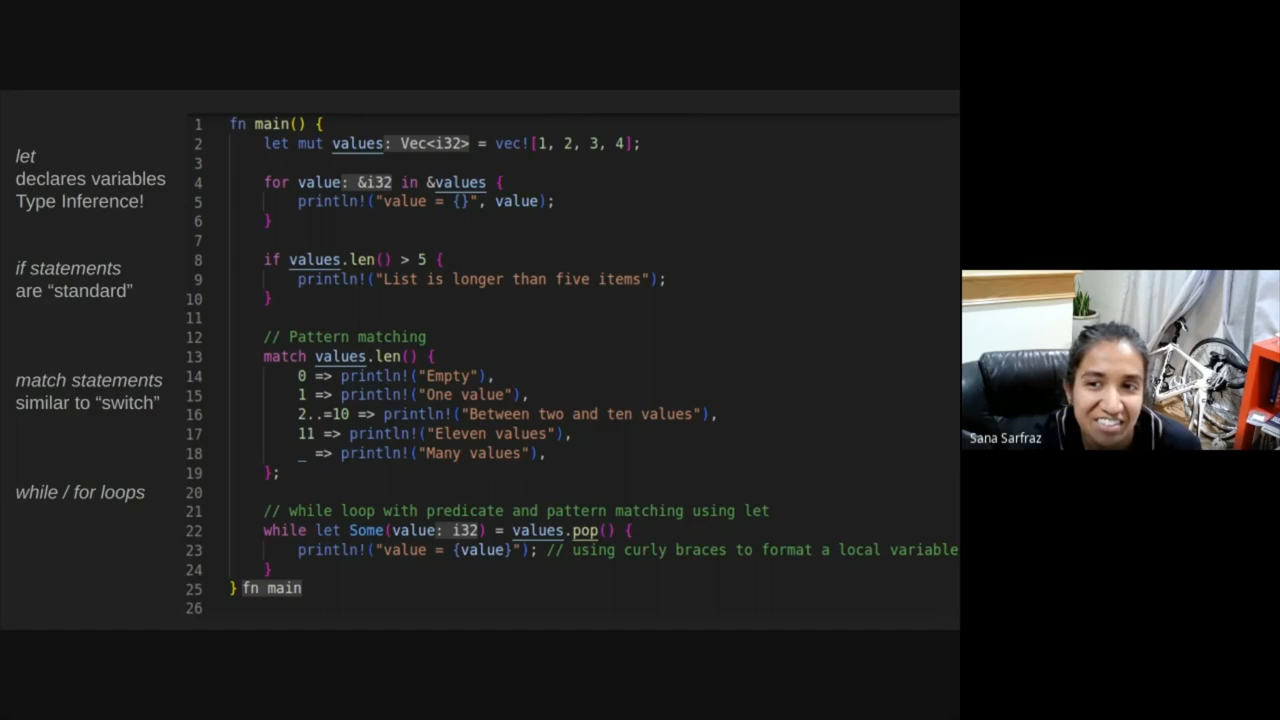 let
declares variables
Type Inference!
if statements
are “standard”
match statements
similar to “switch”
while / for loops
1 fn main() {
2 let mut values: Vec<i32> = vec![1, 2, 3, 4];
3
4 for value: &i32 in &values {
5 println!("value = {}", value);
6 }
7
8 if values.len() > 5 {
9 println!("List is longer than five items");
10 }
11
12 // Pattern matching
13 match values.len() {
14 0 => println!("Empty"),
15 1 => println!("One value"),
16 2..=10 => println!("Between two and ten values"),
17 11 => println!("Eleven values"),
18 _ => println!("Many values"),
19 };
20
21 // while loop with predicate and pattern matching using let
22 while let Some(value: i32) = values.pop() {
23 println!("value = {value}"); // using curly braces to format a local variable
24 }
25 } fn main
26
Sana Sarfraz